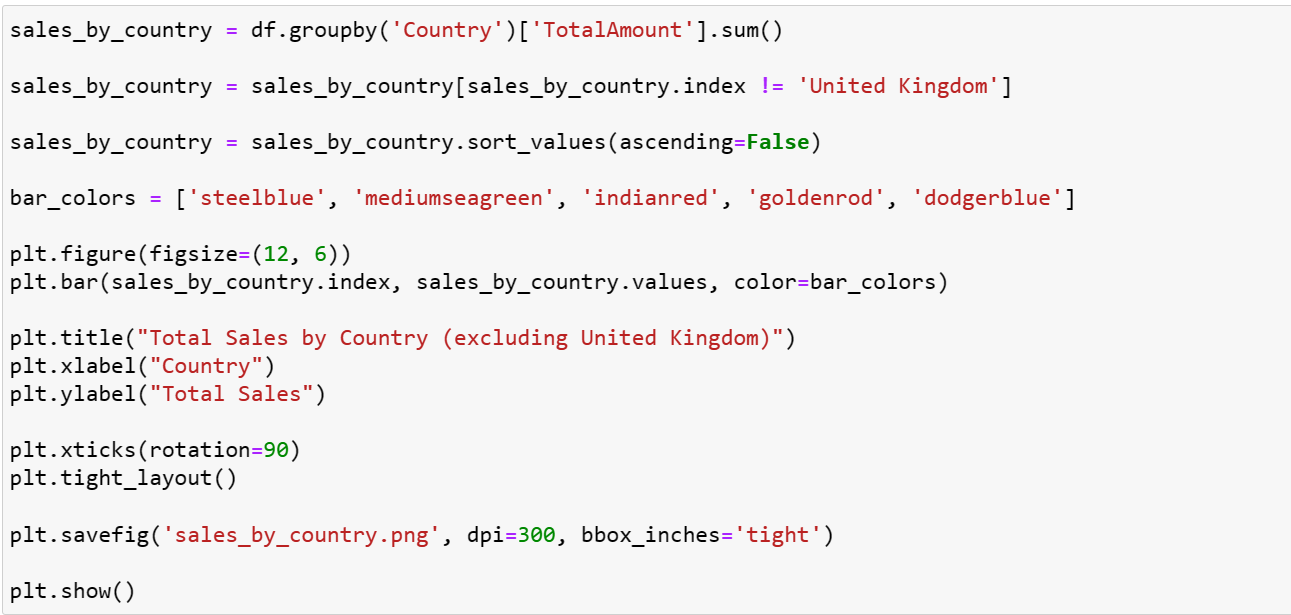 sales_by_country = df.groupby('Country')['TotalAmount'].sum()
sales_by_country = sales_by_country[sales_by_country.index != 'United Kingdom']
sales_by_country = sales_by_country.sort_values(ascending=False)
bar_colors = ['steelblue', 'mediumseagreen', 'indianred', 'goldenrod', 'dodgerblue']
plt.figure(figsize=(12, 6))
plt.bar(sales_by_country.index, sales_by_country.values, color=bar_colors)
plt.title("Total Sales by Country (excluding United Kingdom)")
plt.xlabel("Country")
plt.ylabel("Total Sales")
plt.xticks(rotation=90)
plt.tight_layout()
plt.savefig('sales_by_country.png', dpi=300, bbox_inches='tight')
plt.show()